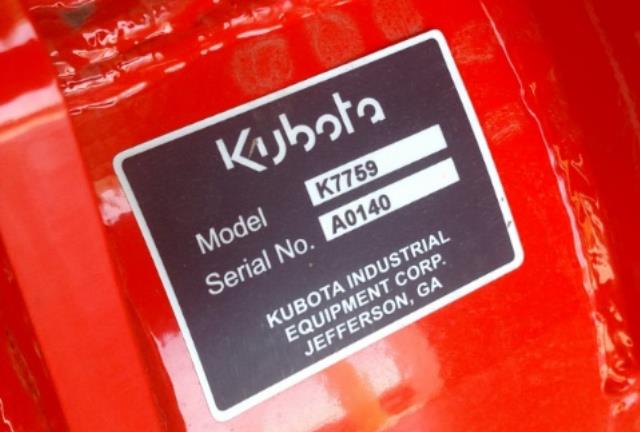 Kubota
Model K7759
Serial No. A0140
KUBOTA INDUSTRIAL
EQUIPMENT CORP.
JEFFERSON, GA